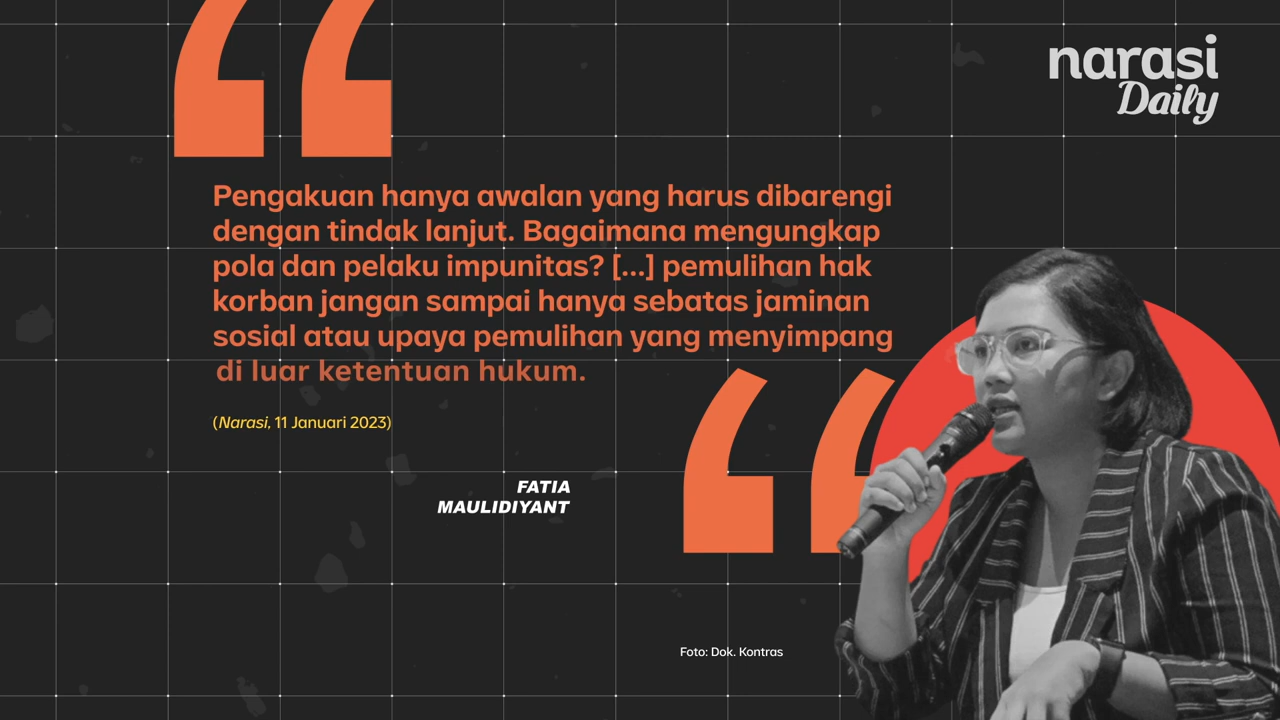 narasi
Daily
Pengakuan hanya awalan yang harus dibarengi
dengan tindak lanjut. Bagaimana mengungkap
pola dan pelaku impunitas? [...] pemulihan hak
korban jangan sampai hanya sebatas jaminan
sosial atau upaya pemulihan yang menyimpang
di luar ketentuan hukum.
(Narasi, 11 Januari 2023)
FATIA
MAULIDIYANT
Foto: Dok. Kontras